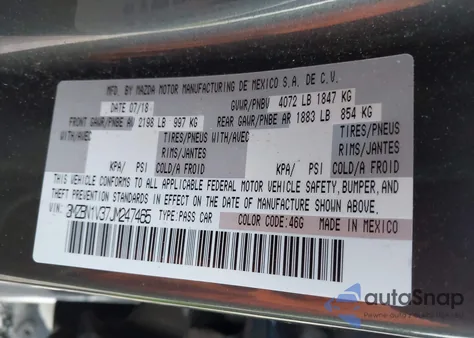 MFD. BY MAZDA MOTOR MANUFACTURING DE MEXICO S.A. DE C.V.
DATE 07/18 GVWR/PNBV 4072 LB 1847 KG
FRONT GAWR/PNBE AV 2198 LB 997 KG REAR GAWR/PNBE AR 1883 LB 854 KG
WITH/AVEC TIRES/PNEUS WITH/AVEC TIRES/PNEUS
RIMS/JANTES RIMS/JANTES
KPA/ PSI COLD/A FROID KPA/ PSI COLD/A FROID
THIS VEHICLE CONFORMS TO ALL APPLICABLE FEDERAL MOTOR VEHICLE SAFETY, BUMPER, AND
THEFT PREVENTION STANDARDS IN EFFECT ON THE DATE OF MANUFACTURE SHOWN ABOVE.
VIN: 3MZBN1V37JM247465 TYPE:PASS CAR COLOR CODE:46G MADE IN MEXICO
autoSnap